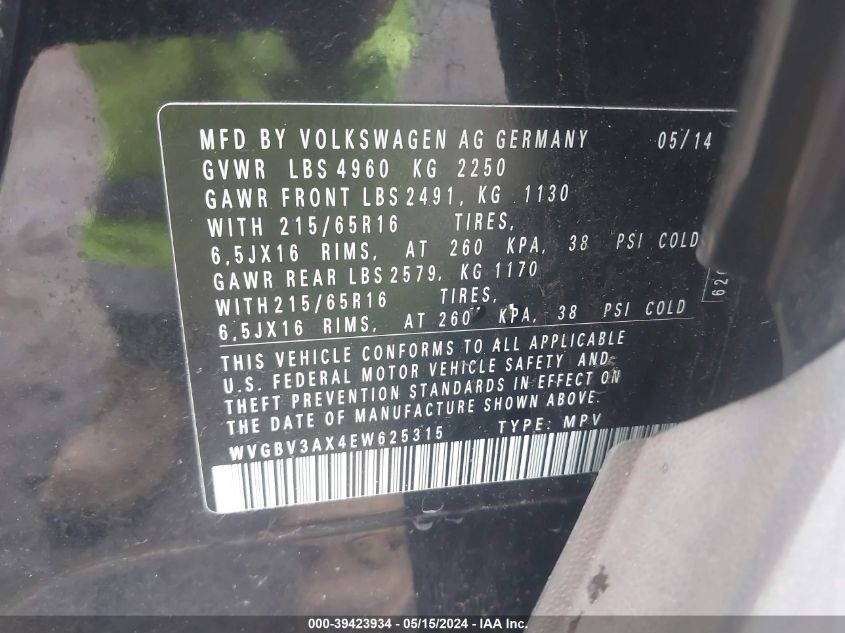 MFD BY VOLKSWAGEN AG GERMANY 05/14
GVWR LBS 4960 KG 2250
GAWR FRONT LBS 2491, KG 1130
WITH 215/65R16 TIRES,
6,5JX16 RIMS, AT 260 KPA, 38 PSI COLD
GAWR REAR LBS 2579, KG 1170
WITH 215/65R16 TIRES,
6,5JX16 RIMS, AT 260 KPA, 38 PSI COLD
THIS VEHICLE CONFORMS TO ALL APPLICABLE
U.S. FEDERAL MOTOR VEHICLE SAFETY AND
THEFT PREVENTION STANDARDS IN EFFECT ON
THE DATE OF MANUFACTURE SHOWN ABOVE.
WVGBV3AX4EW625315 TYPE: MPV
000-39423934 - 05/15/2024 - IAA Inc.